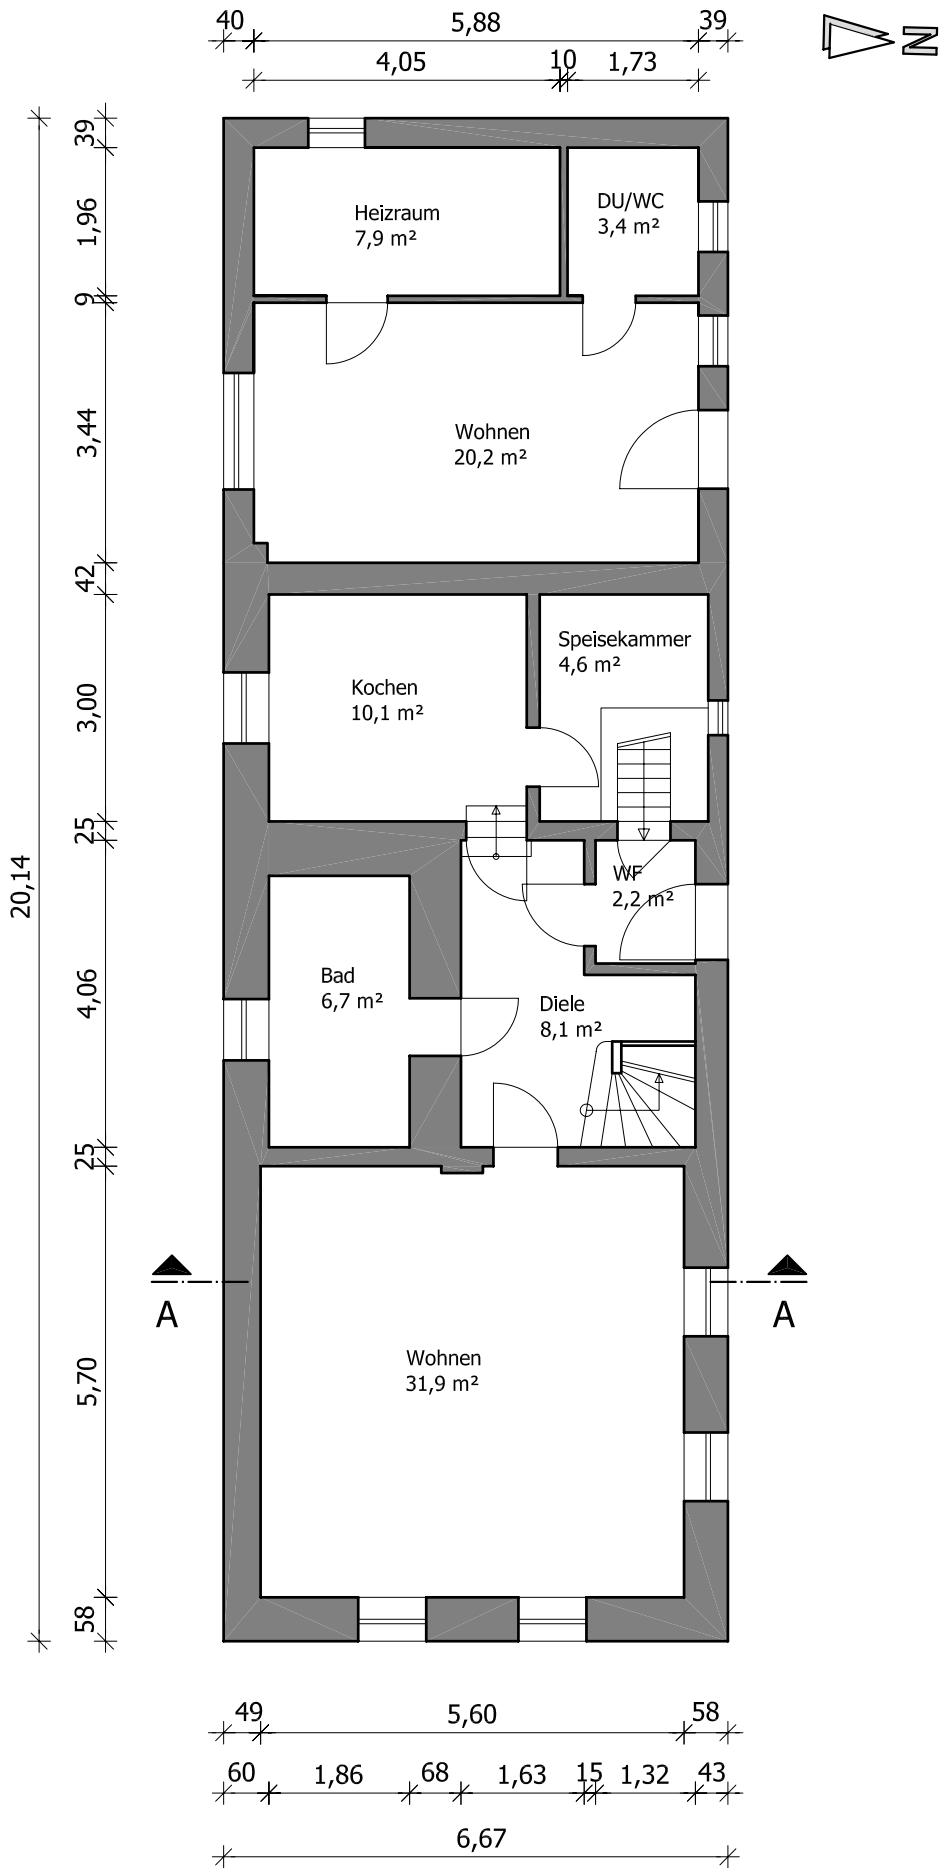 40
5,88
39
4,05
10
1,73
N
39
1,96
9
3,44
42
3,00
25
4,06
25
5,70
58
20,14
Heizraum
7,9 m²
DU/WC
3,4 m²
Wohnen
20,2 m²
Speisekammer
4,6 m²
Kochen
10,1 m²
WF
2,2 m²
Bad
6,7 m²
Diele
8,1 m²
A
A
Wohnen
31,9 m²
49
5,60
58
60
1,86
68
1,63
15
1,32
43
6,67